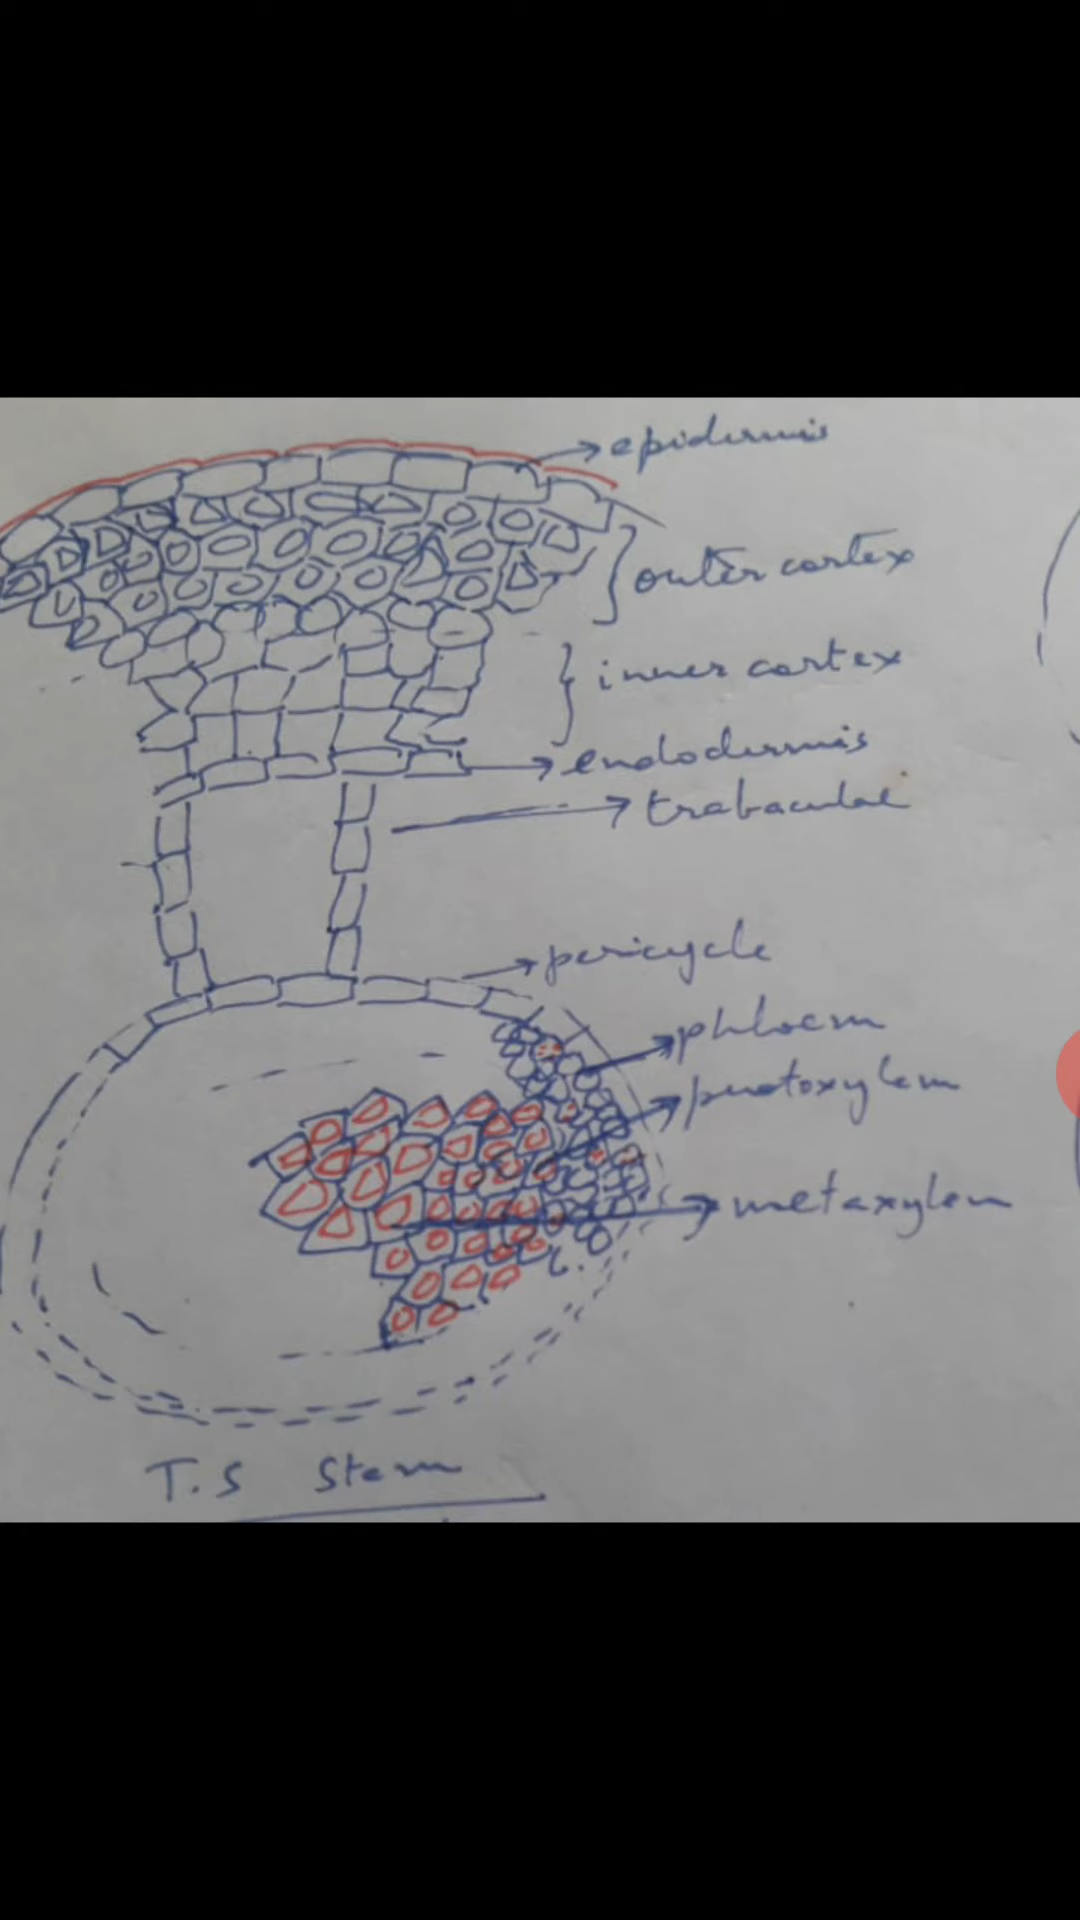 epidermis
outer cortex
inner cortex
endodermis
trabaculae
pericycle
phloem
protoxylem
metaxylem
T.S Stem